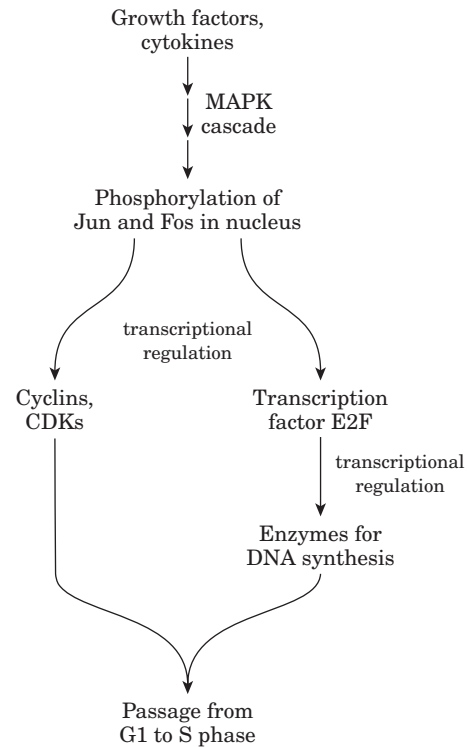 Growth factors,
cytokines
MAPK
cascade
Phosphorylation of
Jun and Fos in nucleus
transcriptional
regulation
Cyclins,
CDKs
Transcription
factor E2F
transcriptional
regulation
Enzymes for
DNA synthesis
Passage from
G1 to S phase